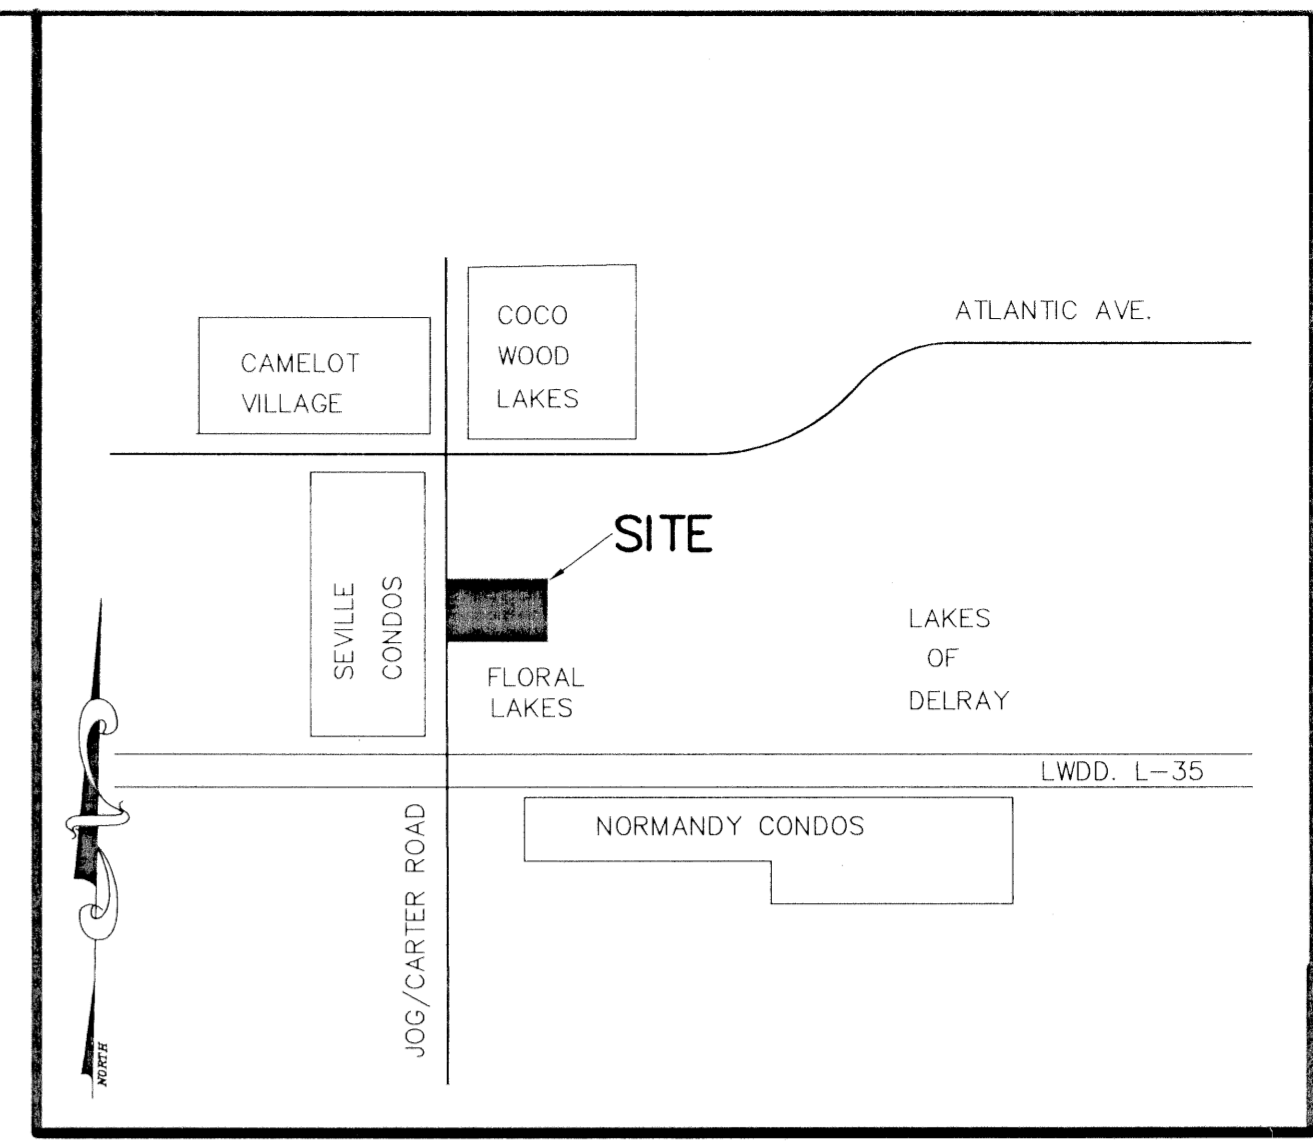 COCO
WOOD
LAKES
ATLANTIC AVE.
CAMELOT
VILLAGE
SITE
SEVILLE
CONDOS
FLORAL
LAKES
LAKES
OF
DELRAY
LWDD. L-35
NORMANDY CONDOS
JOG/CARTER ROAD
NORTH